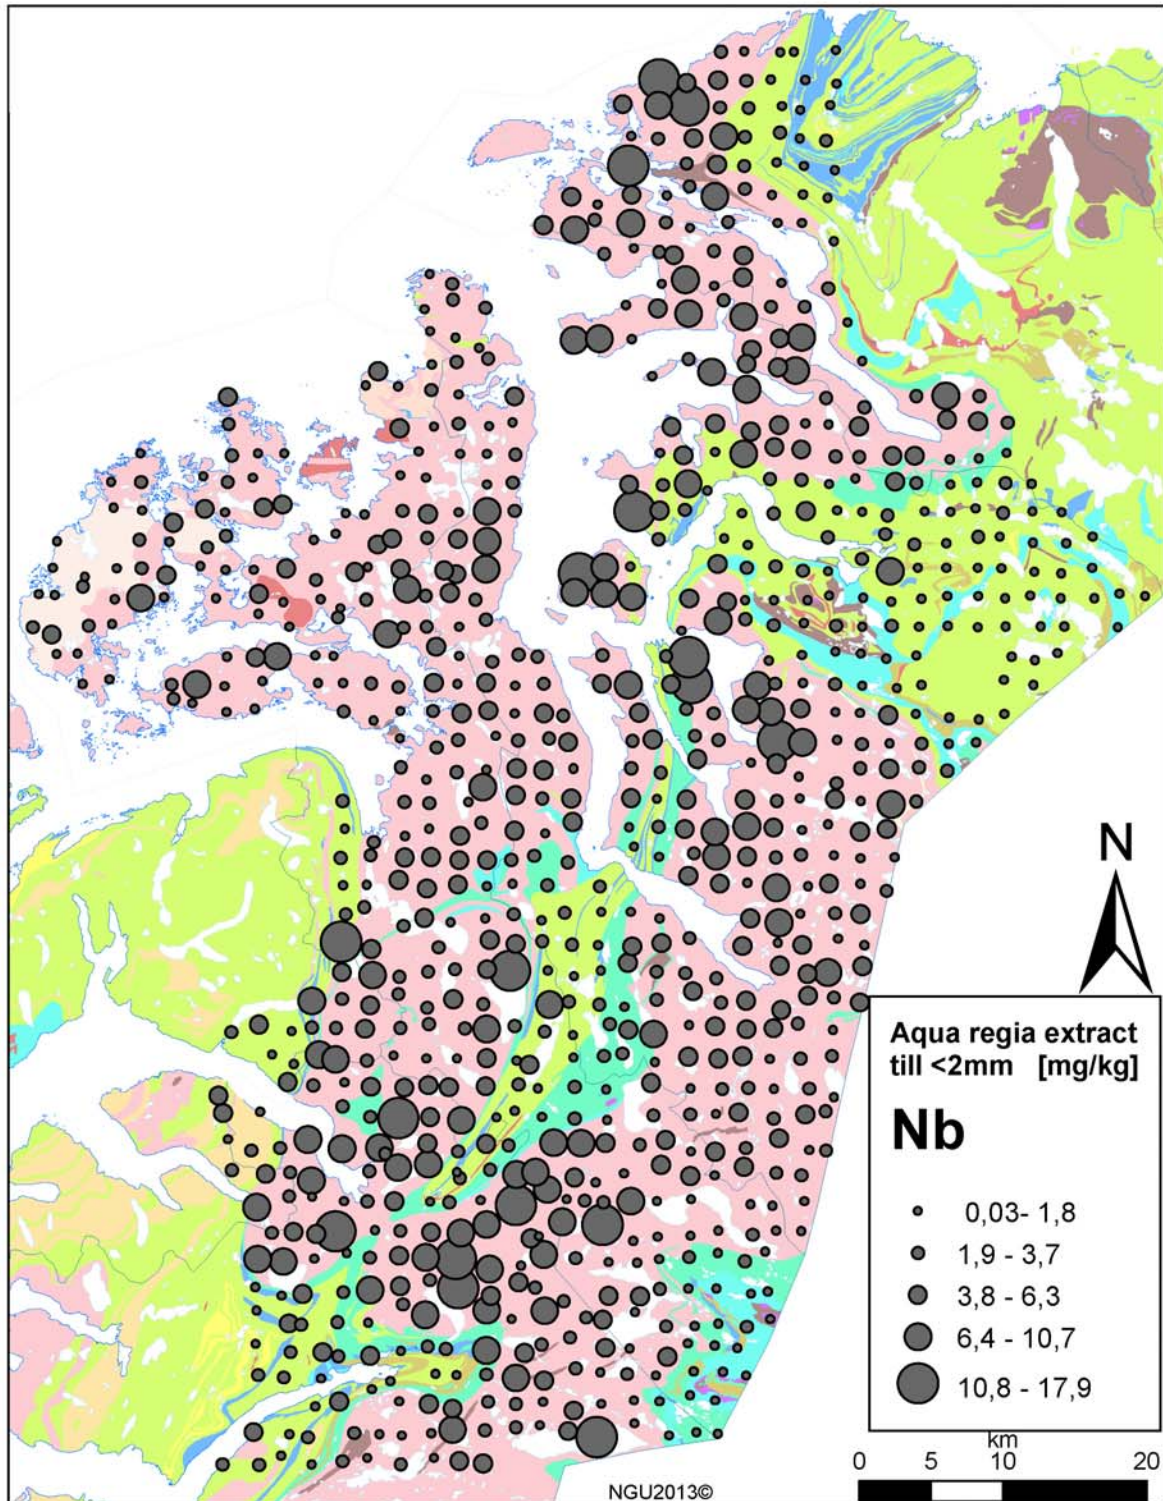 N
Aqua regia extract
till <2mm [mg/kg]
Nb
0,03- 1,8
1,9 - 3,7
3,8 - 6,3
6,4 - 10,7
10,8 - 17,9
km
0 5 10 20
NGU2013©